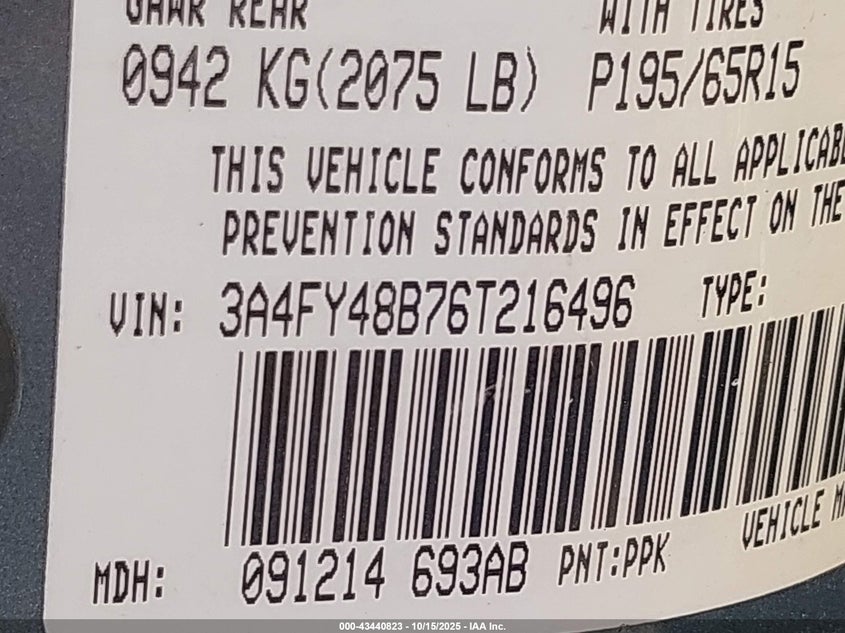 GAWR REAR WITH TIRES
0942 KG(2075 LB) P195/65R15
THIS VEHICLE CONFORMS TO ALL APPLICAB
PREVENTION STANDARDS IN EFFECT ON THE
VIN: 3A4FY48B76T216496 TYPE:
MDH: 091214 693AB PNT:PPK VEHICLE M
000-43440823 - 10/15/2025 - IAA Inc.